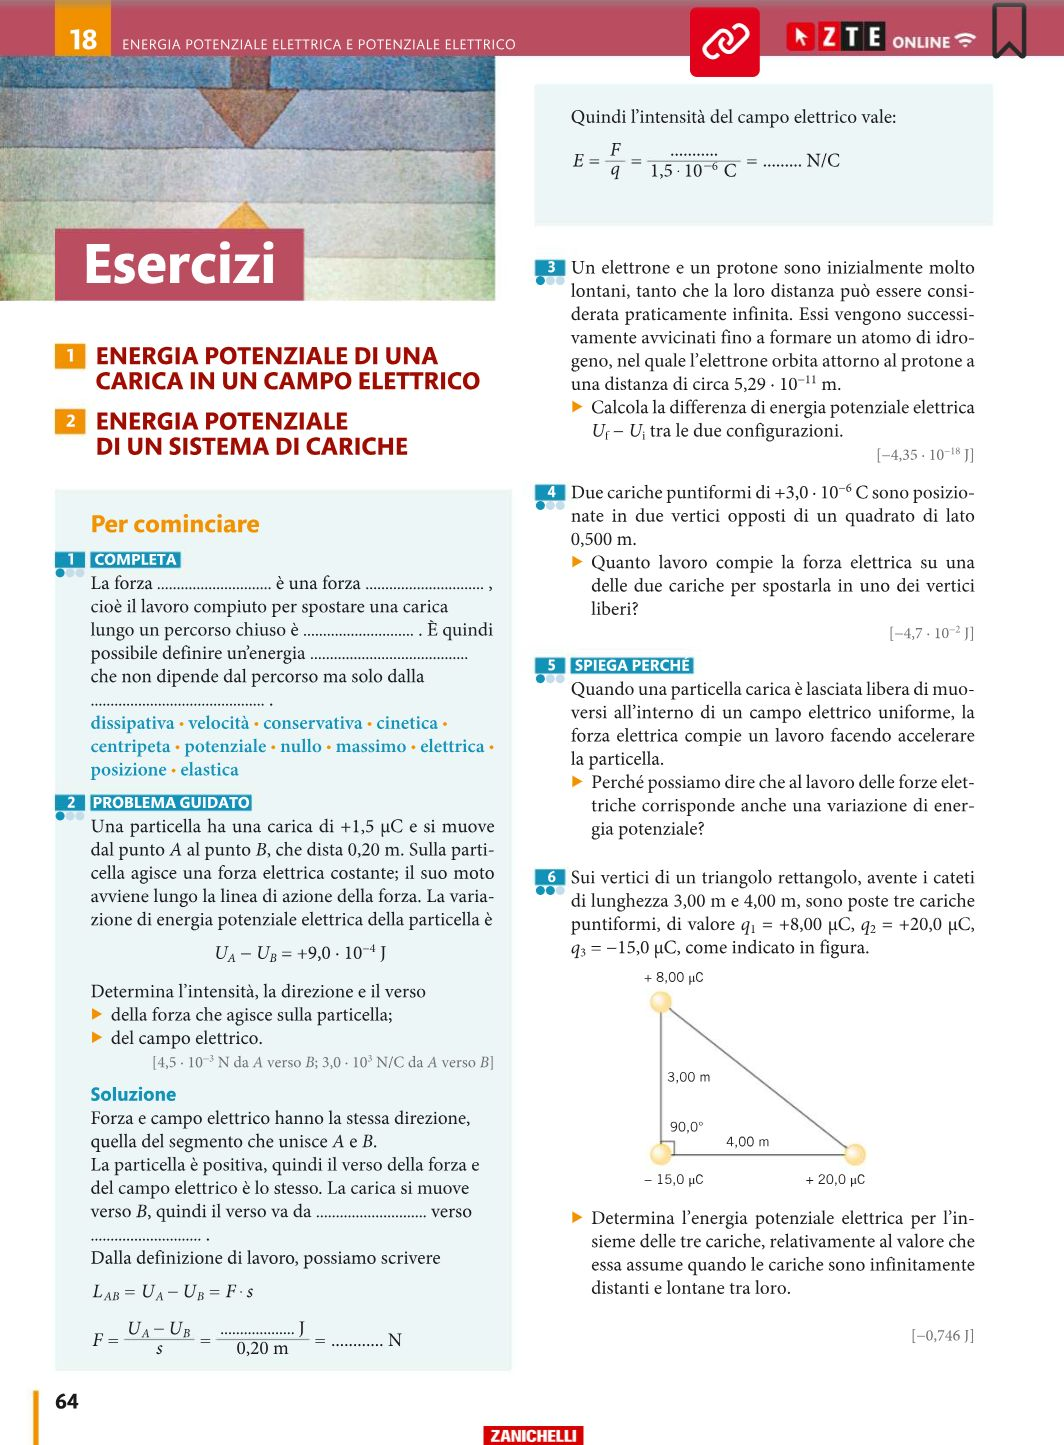 18 ENERGIA POTENZIALE ELETTRICA E POTENZIALE ELETTRICO
ZTE ONLINE
Esercizi
1 ENERGIA POTENZIALE DI UNA
CARICA IN UN CAMPO ELETTRICO
2 ENERGIA POTENZIALE
DI UN SISTEMA DI CARICHE
Per cominciare
1 COMPLETA
La forza ............................. è una forza .............................. ,
cioè il lavoro compiuto per spostare una carica
lungo un percorso chiuso è ............................ . È quindi
possibile definire un'energia ........................................
che non dipende dal percorso ma solo dalla
............................................ .
dissipativa • velocità • conservativa • cinetica •
centripeta • potenziale • nullo • massimo • elettrica •
posizione • elastica
2 PROBLEMA GUIDATO
Una particella ha una carica di +1,5 μC e si muove
dal punto A al punto B, che dista 0,20 m. Sulla parti-
cella agisce una forza elettrica costante; il suo moto
avviene lungo la linea di azione della forza. La varia-
zione di energia potenziale elettrica della particella è
U_A − U_B = +9,0 · 10⁻⁴ J
Determina l'intensità, la direzione e il verso
▶ della forza che agisce sulla particella;
▶ del campo elettrico.
[4,5 · 10⁻³ N da A verso B; 3,0 · 10³ N/C da A verso B]
Soluzione
Forza e campo elettrico hanno la stessa direzione,
quella del segmento che unisce A e B.
La particella è positiva, quindi il verso della forza e
del campo elettrico è lo stesso. La carica si muove
verso B, quindi il verso va da ............................ verso
............................ .
Dalla definizione di lavoro, possiamo scrivere
L_AB = U_A − U_B = F · s
F = (U_A − U_B)/s = ................... J / 0,20 m = ............. N
Quindi l'intensità del campo elettrico vale:
E = F/q = ............ / 1,5 · 10⁻⁶ C = ......... N/C
3 Un elettrone e un protone sono inizialmente molto
lontani, tanto che la loro distanza può essere consi-
derata praticamente infinita. Essi vengono successi-
vamente avvicinati fino a formare un atomo di idro-
geno, nel quale l'elettrone orbita attorno al protone a
una distanza di circa 5,29 · 10⁻¹¹ m.
▶ Calcola la differenza di energia potenziale elettrica
U_f − U_i tra le due configurazioni.
[−4,35 · 10⁻¹⁸ J]
4 Due cariche puntiformi di +3,0 · 10⁻⁶ C sono posizio-
nate in due vertici opposti di un quadrato di lato
0,500 m.
▶ Quanto lavoro compie la forza elettrica su una
delle due cariche per spostarla in uno dei vertici
liberi?
[−4,7 · 10⁻² J]
5 SPIEGA PERCHÉ
Quando una particella carica è lasciata libera di muo-
versi all'interno di un campo elettrico uniforme, la
forza elettrica compie un lavoro facendo accelerare
la particella.
▶ Perché possiamo dire che al lavoro delle forze elet-
triche corrisponde anche una variazione di ener-
gia potenziale?
6 Sui vertici di un triangolo rettangolo, avente i cateti
di lunghezza 3,00 m e 4,00 m, sono poste tre cariche
puntiformi, di valore q₁ = +8,00 μC, q₂ = +20,0 μC,
q₃ = −15,0 μC, come indicato in figura.
+ 8,00 μC
3,00 m
90,0°
4,00 m
− 15,0 μC + 20,0 μC
▶ Determina l'energia potenziale elettrica per l'in-
sieme delle tre cariche, relativamente al valore che
essa assume quando le cariche sono infinitamente
distanti e lontane tra loro.
[−0,746 J]
64
ZANICHELLI